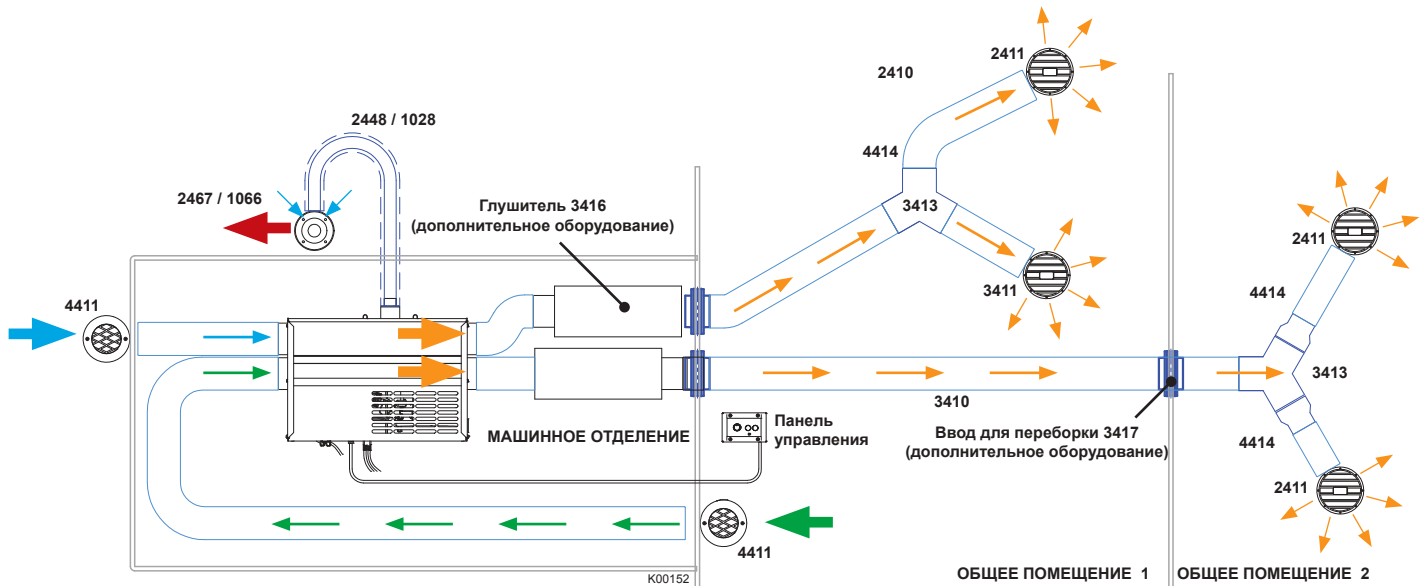 2411
2410
2448 / 1028
4414
2467 / 1066
Глушитель 3416
(дополнительное оборудование)
3413
2411
4411
3411
4414
3413
3410
Панель
управления
МАШИННОЕ ОТДЕЛЕНИЕ
Ввод для переборки 3417
(дополнительное оборудование)
4414
2411
4411
K00152
ОБЩЕЕ ПОМЕЩЕНИЕ 1
ОБЩЕЕ ПОМЕЩЕНИЕ 2